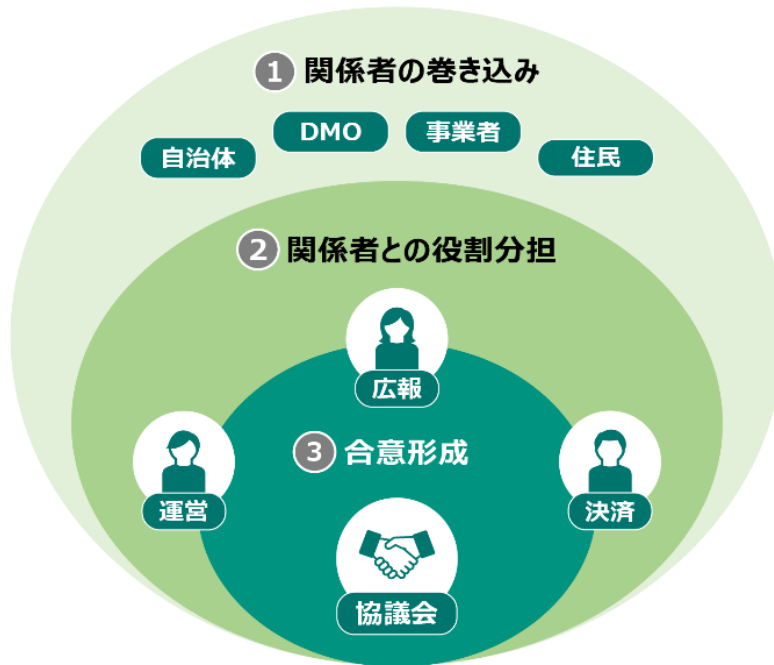 1 関係者の巻き込み
自治体 DMO 事業者 住民
2 関係者との役割分担
広報
3 合意形成
運営 決済
協議会